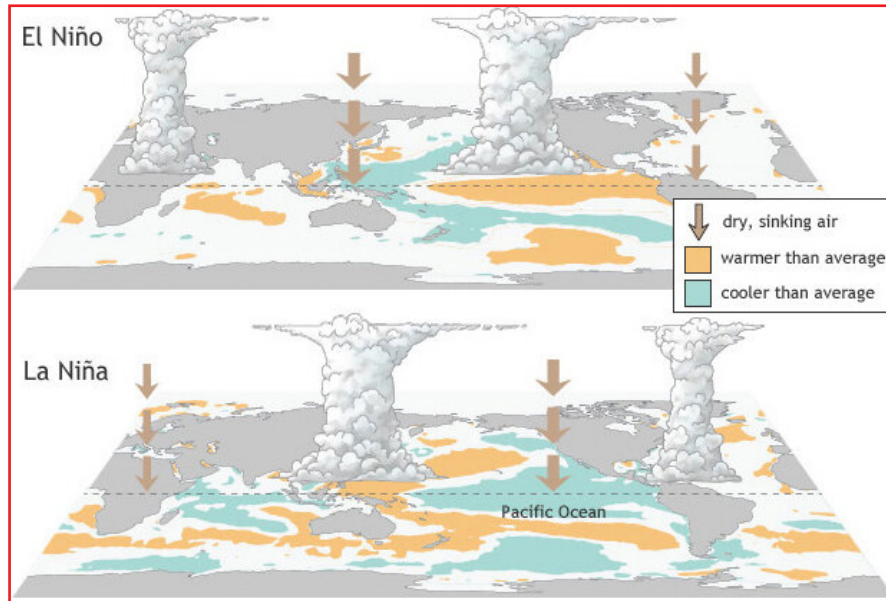 El Niño
dry, sinking air
warmer than average
cooler than average
La Niña
Pacific Ocean